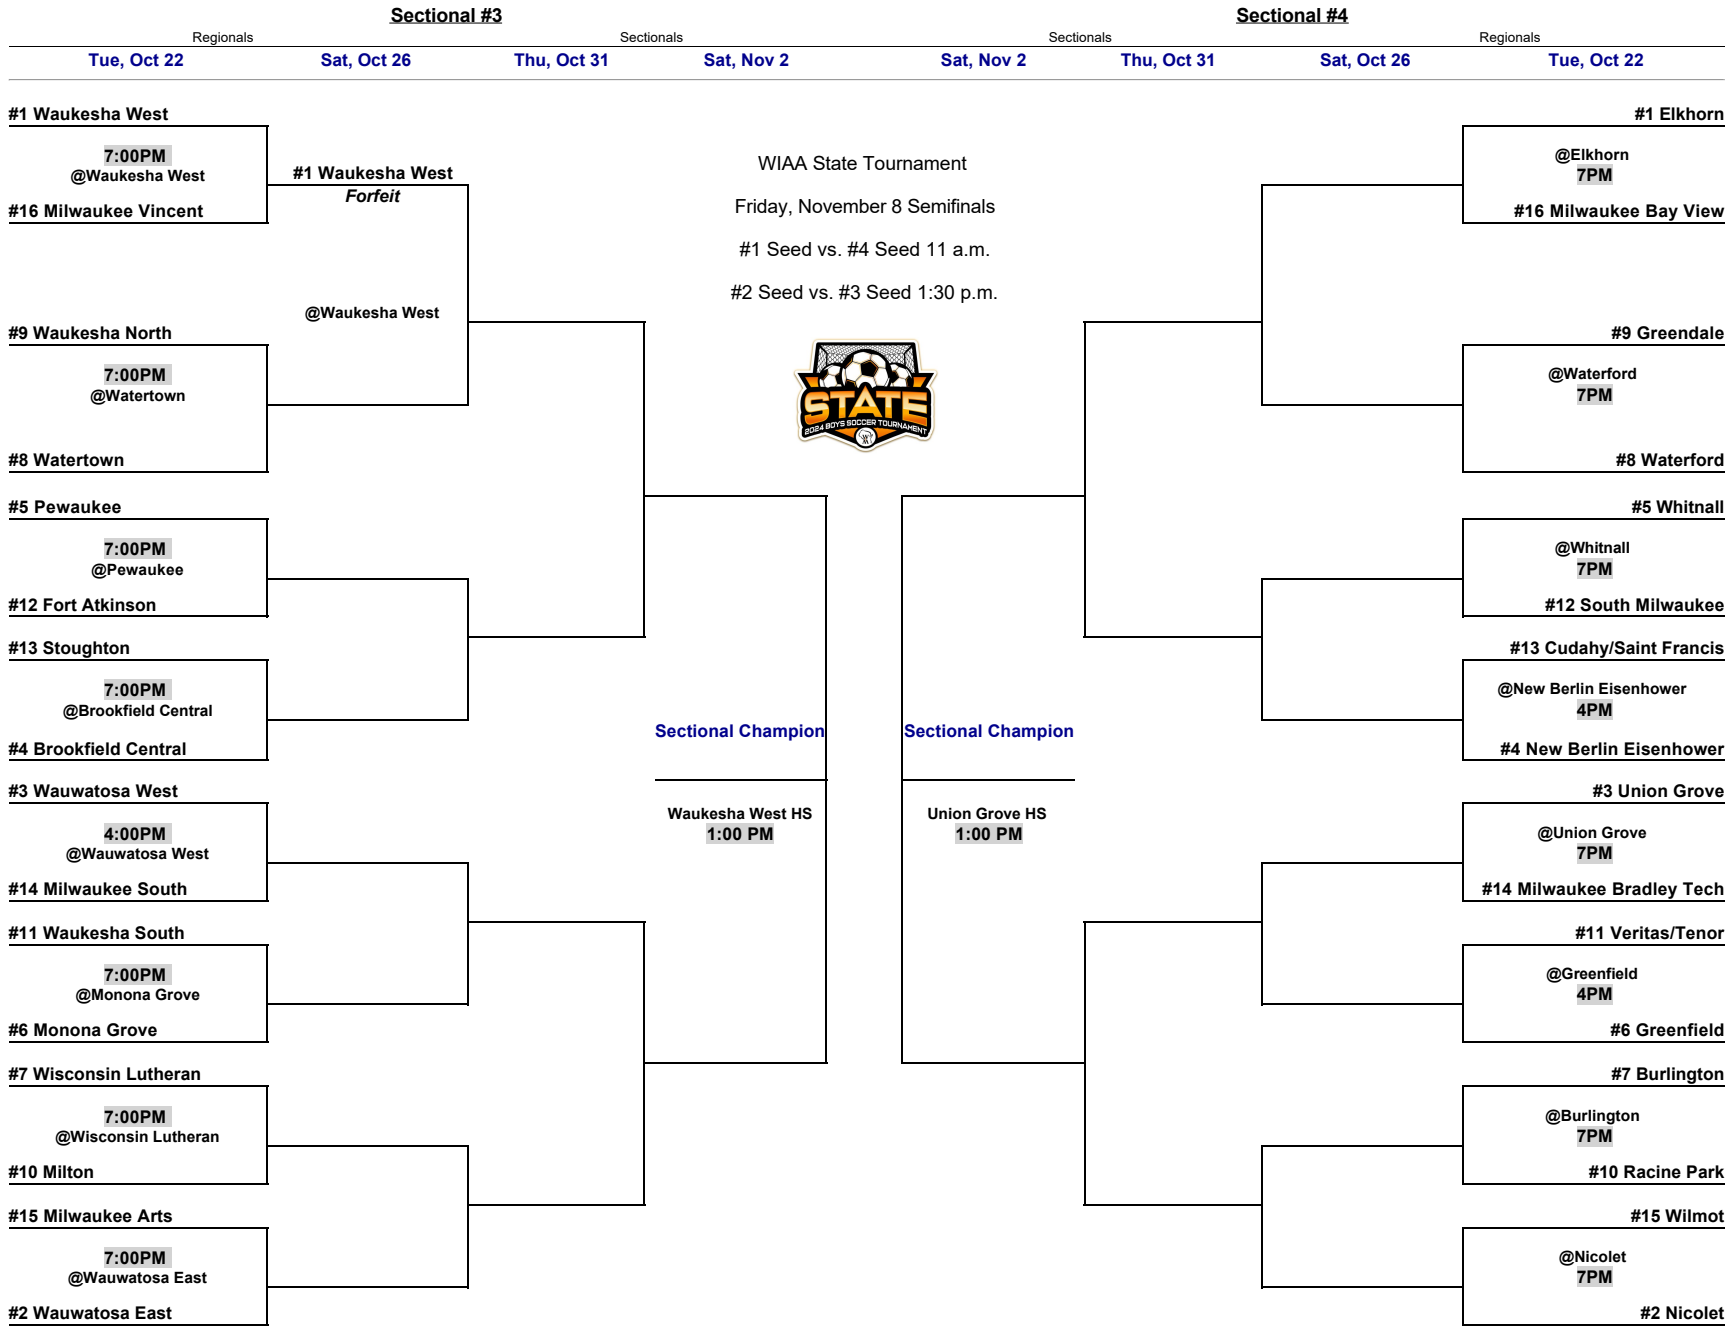 Sectional #3
Sectional #4
Regionals
Sectionals
Sectionals
Regionals
Tue, Oct 22
Sat, Oct 26
Thu, Oct 31
Sat, Nov 2
Sat, Nov 2
Thu, Oct 31
Sat, Oct 26
Tue, Oct 22
#1 Waukesha West
7:00PM
@Waukesha West
#16 Milwaukee Vincent
#1 Waukesha West
Forfeit
@Waukesha West
#9 Waukesha North
7:00PM
@Watertown
#8 Watertown
#5 Pewaukee
7:00PM
@Pewaukee
#12 Fort Atkinson
#13 Stoughton
7:00PM
@Brookfield Central
#4 Brookfield Central
#3 Wauwatosa West
4:00PM
@Wauwatosa West
#14 Milwaukee South
#11 Waukesha South
7:00PM
@Monona Grove
#6 Monona Grove
#7 Wisconsin Lutheran
7:00PM
@Wisconsin Lutheran
#10 Milton
#15 Milwaukee Arts
7:00PM
@Wauwatosa East
#2 Wauwatosa East
WIAA State Tournament
Friday, November 8 Semifinals
#1 Seed vs. #4 Seed 11 a.m.
#2 Seed vs. #3 Seed 1:30 p.m.
STATE
2024 BOYS SOCCER TOURNAMENT
Sectional Champion
Waukesha West HS
1:00 PM
Sectional Champion
Union Grove HS
1:00 PM
#1 Elkhorn
@Elkhorn
7PM
#16 Milwaukee Bay View
#9 Greendale
@Waterford
7PM
#8 Waterford
#5 Whitnall
@Whitnall
7PM
#12 South Milwaukee
#13 Cudahy/Saint Francis
@New Berlin Eisenhower
4PM
#4 New Berlin Eisenhower
#3 Union Grove
@Union Grove
7PM
#14 Milwaukee Bradley Tech
#11 Veritas/Tenor
@Greenfield
4PM
#6 Greenfield
#7 Burlington
@Burlington
7PM
#10 Racine Park
#15 Wilmot
@Nicolet
7PM
#2 Nicolet